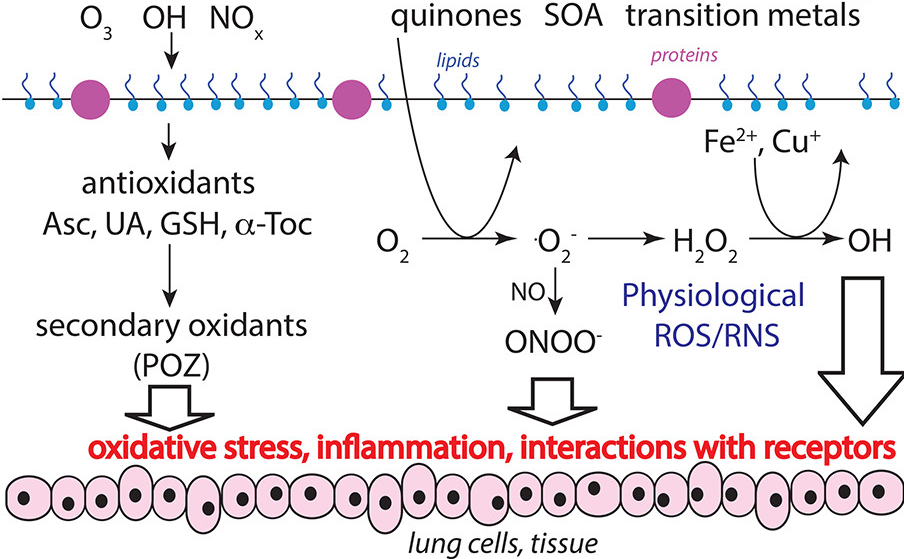 O₃ OH NOₓ quinones SOA transition metals
lipids proteins
Fe²⁺, Cu⁺
antioxidants
Asc, UA, GSH, α-Toc
O₂ ·O₂⁻ H₂O₂ OH
NO
Physiological
ROS/RNS
secondary oxidants
(POZ)
ONOO⁻
oxidative stress, inflammation, interactions with receptors
lung cells, tissue